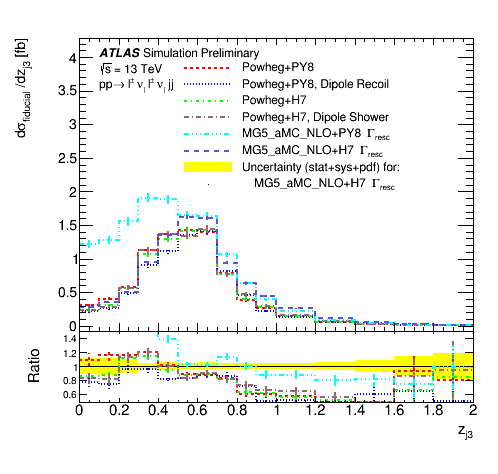 dσfiducial /dzj3 [fb]
ATLAS Simulation Preliminary
√s = 13 TeV
pp→ l± νl l± νl jj
Powheg+PY8
Powheg+PY8, Dipole Recoil
Powheg+H7
Powheg+H7, Dipole Shower
MG5_aMC_NLO+PY8 Γresc
MG5_aMC_NLO+H7 Γresc
Uncertainty (stat+sys+pdf) for:
MG5_aMC_NLO+H7 Γresc
4
3.5
3
2.5
2
1.5
1
0.5
0
Ratio
1.4
1.2
1
0.8
0.6
0 0.2 0.4 0.6 0.8 1 1.2 1.4 1.6 1.8 2
zj3